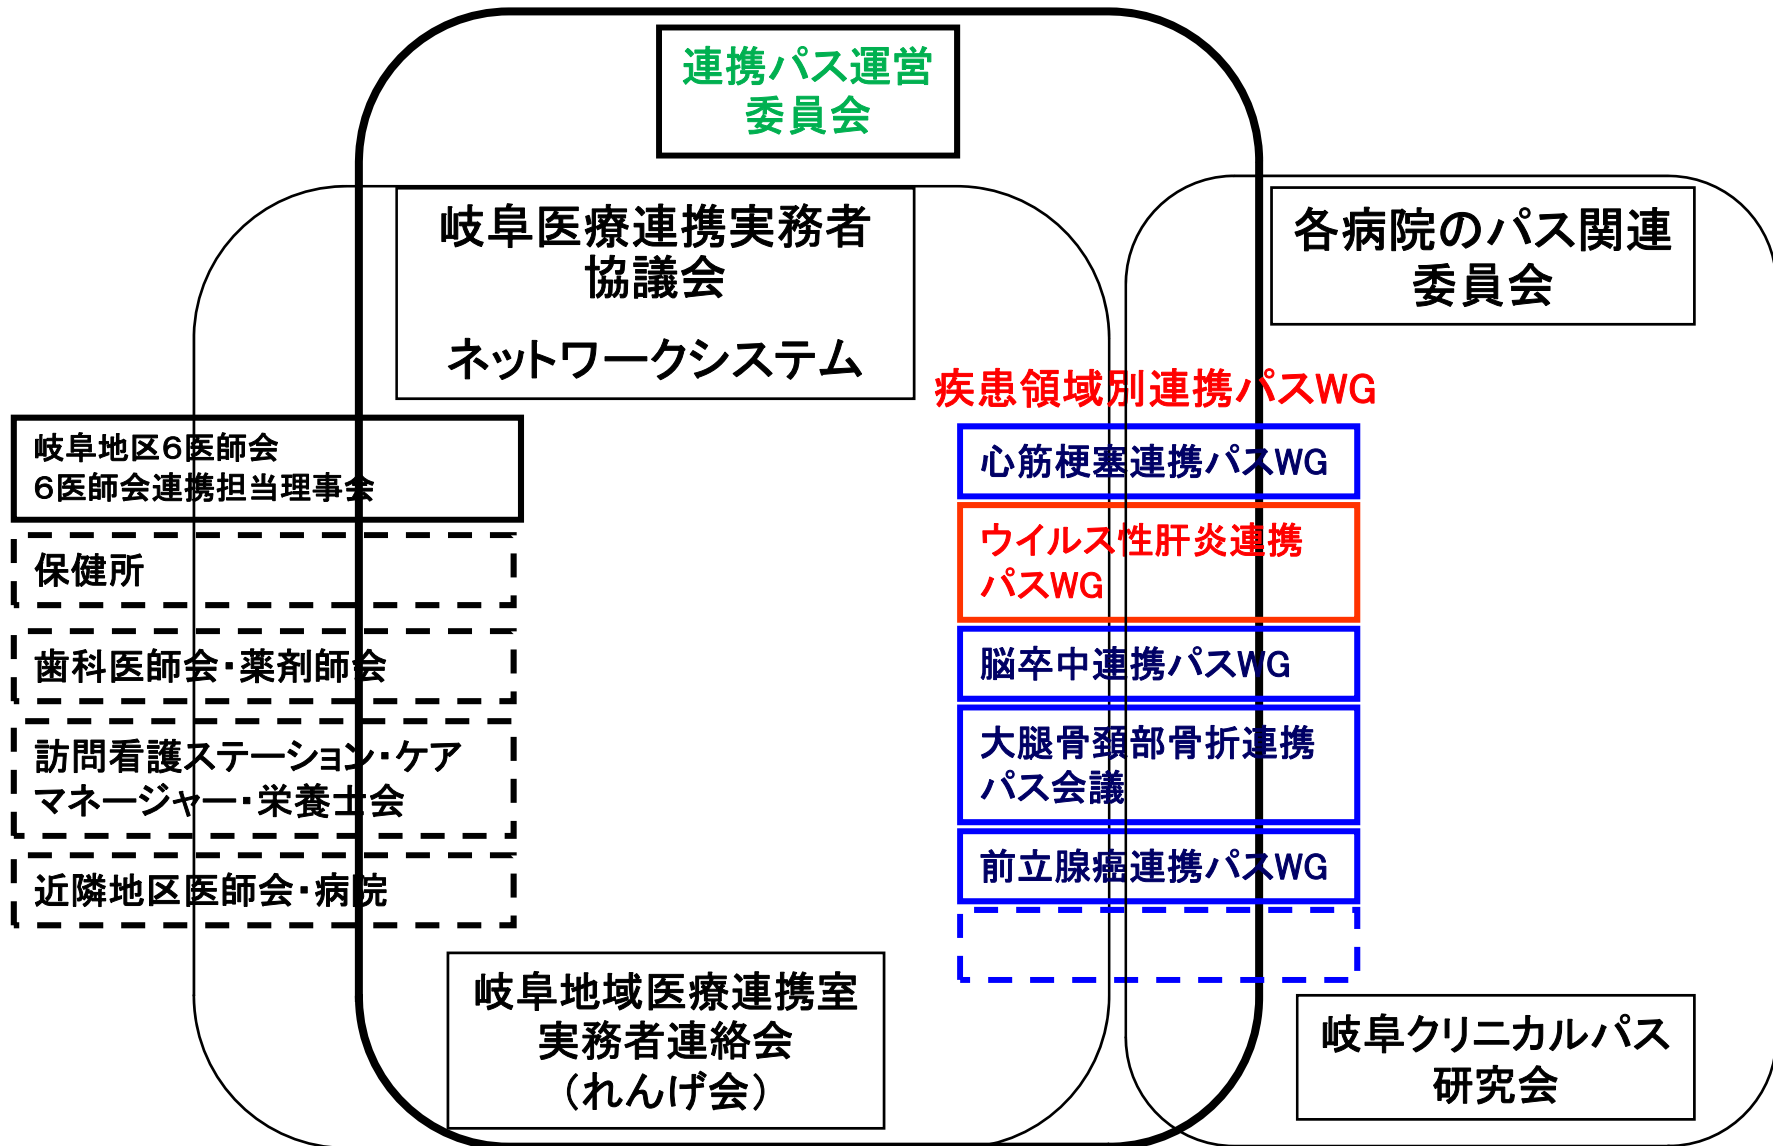 連携パス運営
委員会
岐阜医療連携実務者
協議会
ネットワークシステム
各病院のパス関連
委員会
疾患領域別連携パスWG
岐阜地区6医師会
6医師会連携担当理事会
保健所
歯科医師会・薬剤師会
訪問看護ステーション・ケア
マネージャー・栄養士会
近隣地区医師会・病院
心筋梗塞連携パスWG
ウイルス性肝炎連携
パスWG
脳卒中連携パスWG
大腿骨頚部骨折連携
パス会議
前立腺癌連携パスWG
岐阜地域医療連携室
実務者連絡会
（れんげ会）
岐阜クリニカルパス
研究会